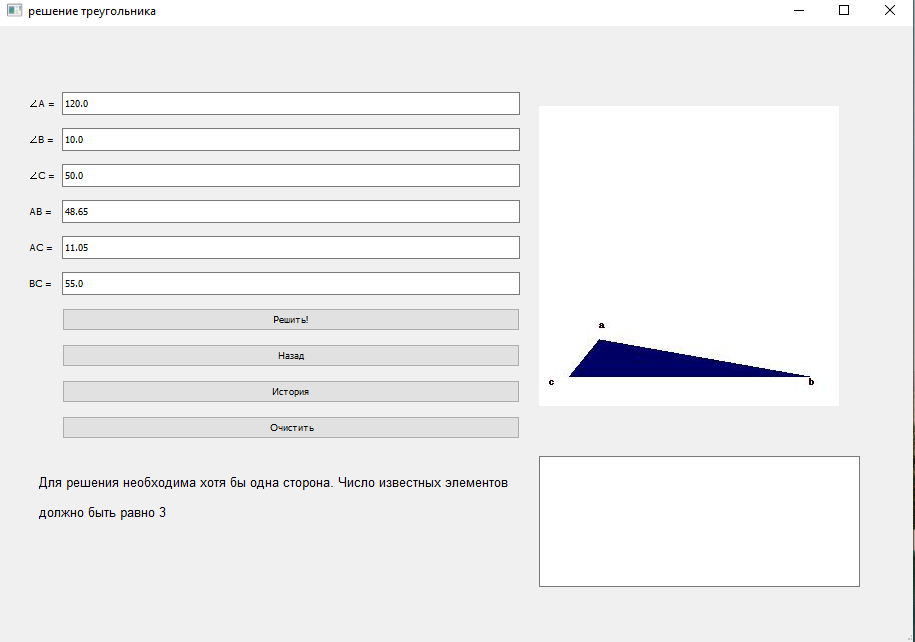 решение треугольника
∠A =
120.0
∠B =
10.0
∠C =
50.0
AB =
48.65
AC =
11.05
BC =
55.0
Решить!
Назад
История
Очистить
a
c
b
Для решения необходима хотя бы одна сторона. Число известных элементов
должно быть равно 3